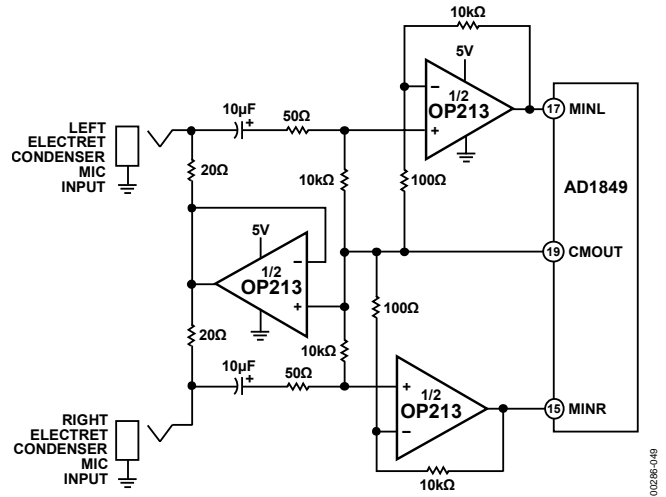 10kΩ
5V
1/2
OP213
−
+
17 MINL
10µF
+
50Ω
LEFT
ELECTRET
CONDENSER
MIC
INPUT
20Ω
10kΩ
100Ω
AD1849
5V
1/2
OP213
−
+
19 CMOUT
100Ω
20Ω
10kΩ
10µF
+
50Ω
1/2
OP213
+
−
15 MINR
RIGHT
ELECTRET
CONDENSER
MIC
INPUT
10kΩ
00286-049